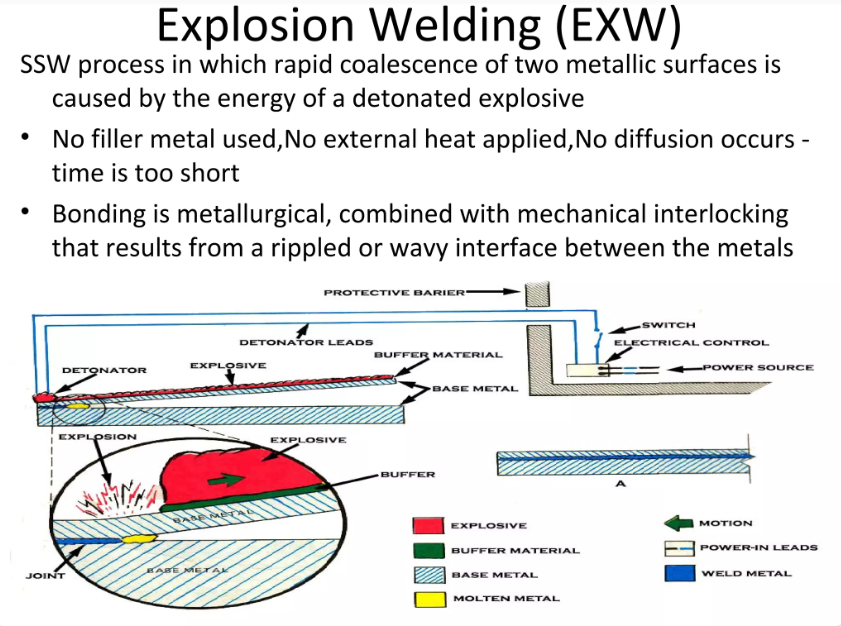 Explosion Welding (EXW)
SSW process in which rapid coalescence of two metallic surfaces is
caused by the energy of a detonated explosive
• No filler metal used,No external heat applied,No diffusion occurs -
time is too short
• Bonding is metallurgical, combined with mechanical interlocking
that results from a rippled or wavy interface between the metals
PROTECTIVE BARIER
SWITCH
DETONATOR LEADS
ELECTRICAL CONTROL
BUFFER MATERIAL
DETONATOR
EXPLOSIVE
POWER SOURCE
BASE METAL
EXPLOSION
EXPLOSIVE
BUFFER
A
BASE METAL
JOINT
BASE METAL
EXPLOSIVE
MOTION
BUFFER MATERIAL
POWER-IN LEADS
BASE METAL
WELD METAL
MOLTEN METAL